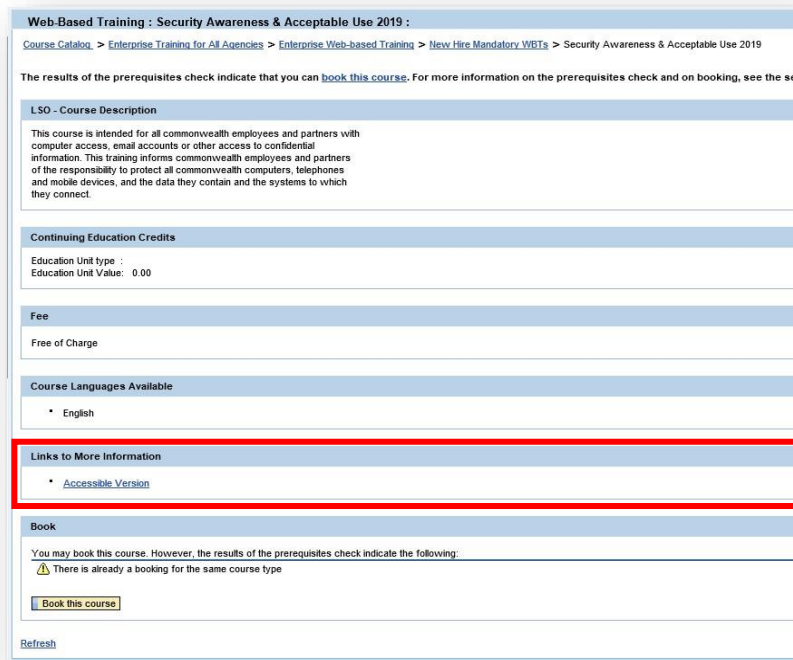 Web-Based Training : Security Awareness & Acceptable Use 2019 :
Course Catalog > Enterprise Training for All Agencies > Enterprise Web-based Training > New Hire Mandatory WBTs > Security Awareness & Acceptable Use 2019
The results of the prerequisites check indicate that you can book this course. For more information on the prerequisites check and on booking, see the se
LSO - Course Description
This course is intended for all commonwealth employees and partners with
computer access, email accounts or other access to confidential
information. This training informs commonwealth employees and partners
of the responsibility to protect all commonwealth computers, telephones
and mobile devices, and the data they contain and the systems to which
they connect.
Continuing Education Credits
Education Unit type :
Education Unit Value: 0.00
Fee
Free of Charge
Course Languages Available
▪ English
Links to More Information
▪ Accessible Version
Book
You may book this course. However, the results of the prerequisites check indicate the following:
There is already a booking for the same course type
Book this course
Refresh